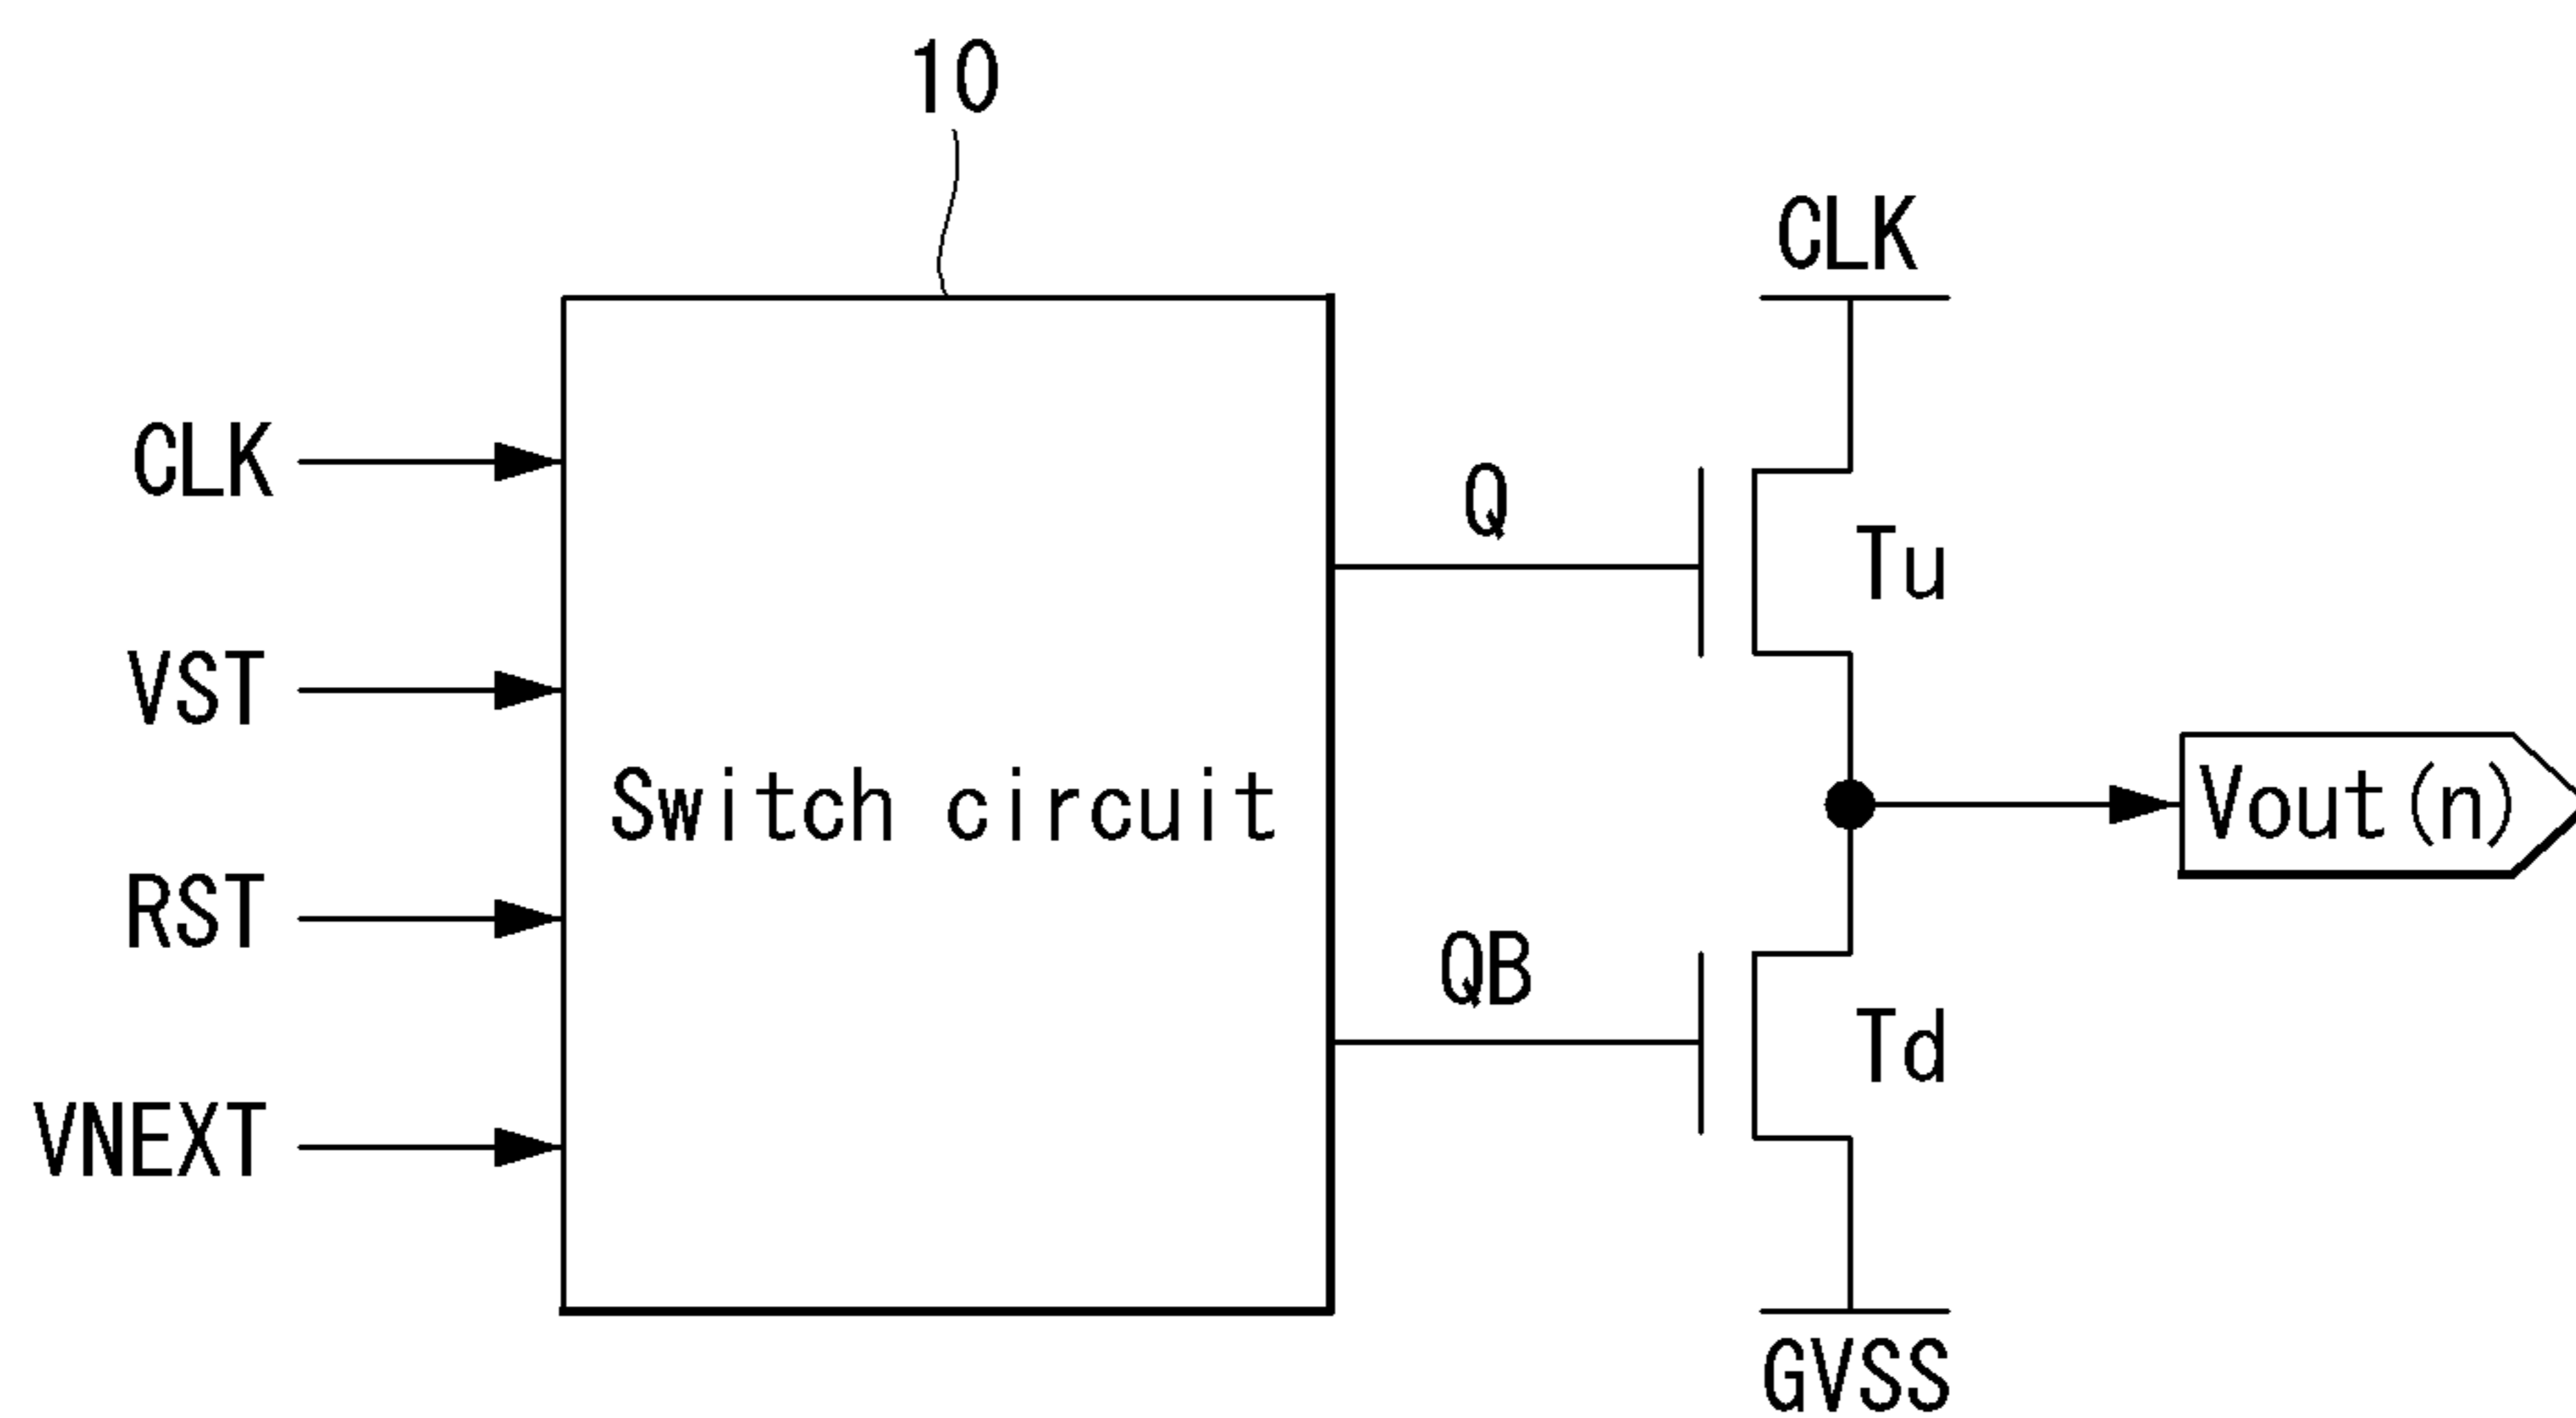 10
CLK
CLK
Q
Tu
VST
Switch circuit
Vout(n)
RST
QB
Td
VNEXT
GVSS